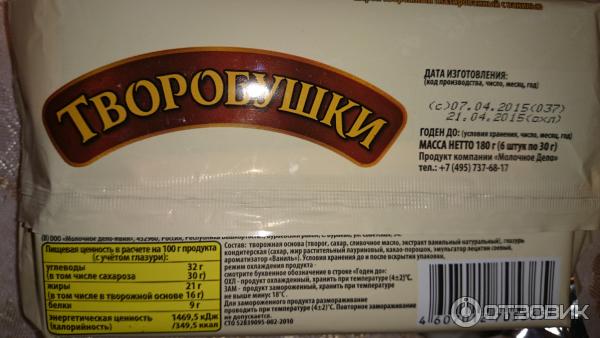 глазированный с ванилью
ТВОРОБУШКИ
ДАТА ИЗГОТОВЛЕНИЯ:
(код производства, число, месяц, год)
(с)07.04.2015(037)
21.04.2015(охл)
ГОДЕН ДО: (условия хранения, число, месяц, год)
МАССА НЕТТО 180 г (6 штук по 30 г)
Продукт компании «Молочное Дело»
тел.: +7 (495) 737-68-17
Пищевая ценность в расчете на 100 г продукта
(с учётом глазури):
углеводы 32 г
(в том числе сахароза 30 г)
жиры 21 г
(в том числе в творожной основе 16 г)
белки 9 г
энергетическая ценность 1469,5 кДж
(калорийность) /349,5 ккал
Состав: творожная основа (творог, сахар, сливочное масло, экстракт ванильный натуральный), глазурь
кондитерская (сахар, жир растительный лауриновый, какао-порошок, эмульгатор лецитин соевый,
ароматизатор «Ваниль»). Условия хранения до и после вскрытия упаковки,
режим охлаждения продукта
смотрите буквенное обозначение в строке «Годен до»:
ОХЛ - продукт охлажденный, хранить при температуре (4±2)°С.
ЗАМ - продукт замороженный, хранить при температуре
не выше минус 18°С.
Для замороженного продукта размораживание
проводить при температуре (4±2)°С. Повторное замораживание
не допускается.
СТО 52839095-002-2010
ОТЗОВИК